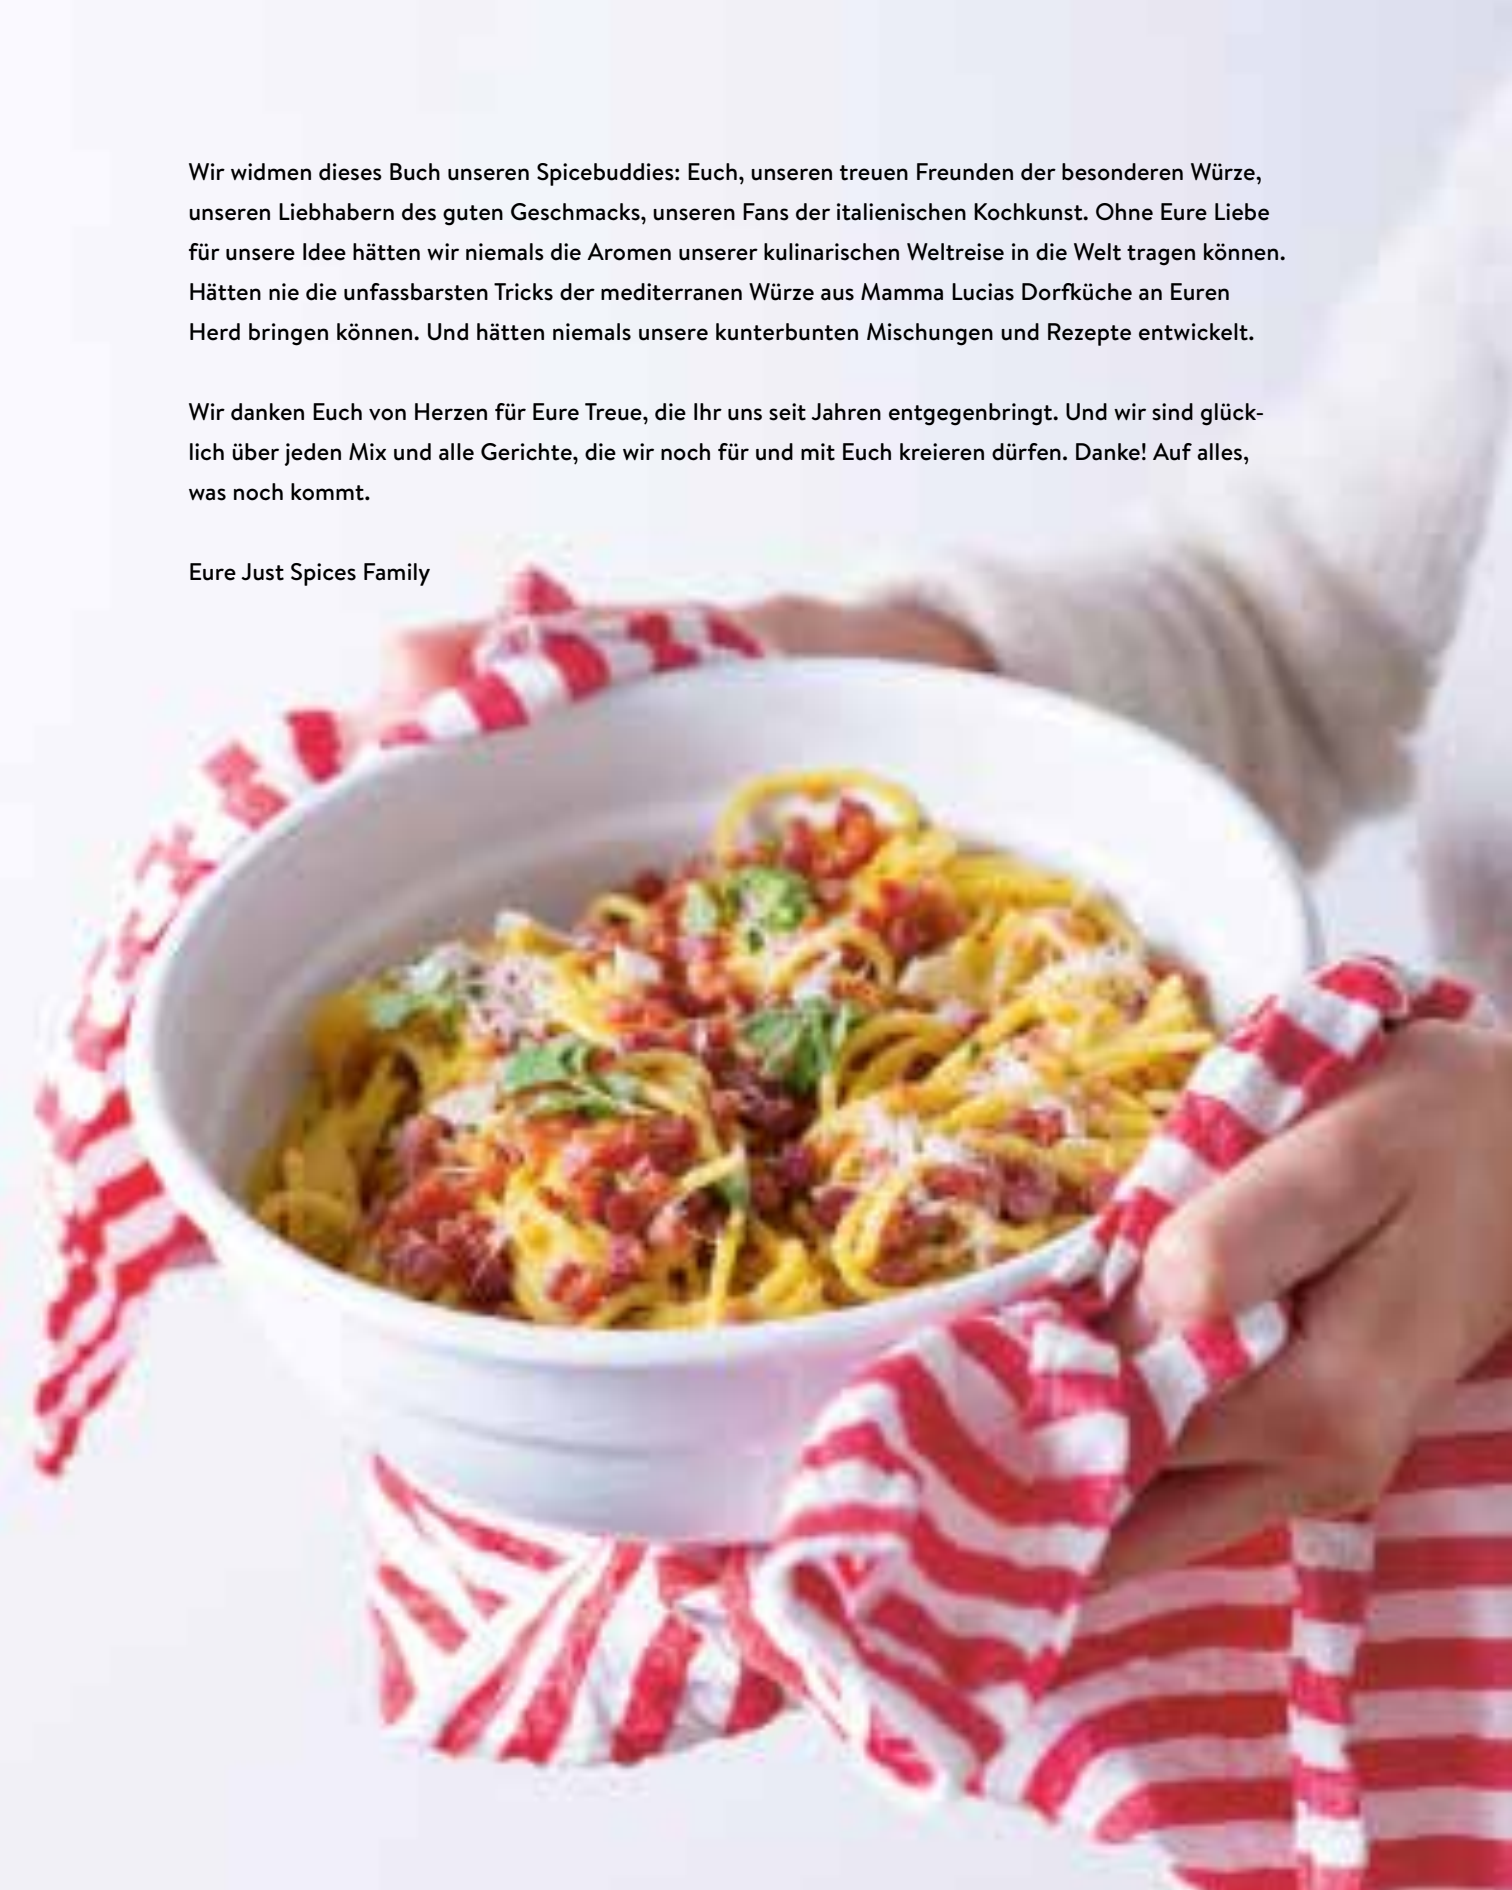 Wir widmen dieses Buch unseren Spicebuddies: Euch, unseren treuen Freunden der besonderen Würze,
unseren Liebhabern des guten Geschmacks, unseren Fans der italienischen Kochkunst. Ohne Eure Liebe
für unsere Idee hätten wir niemals die Aromen unserer kulinarischen Weltreise in die Welt tragen können.
Hätten nie die unfassbarsten Tricks der mediterranen Würze aus Mamma Lucias Dorfküche an Euren
Herd bringen können. Und hätten niemals unsere kunterbunten Mischungen und Rezepte entwickelt.
Wir danken Euch von Herzen für Eure Treue, die Ihr uns seit Jahren entgegenbringt. Und wir sind glück-
lich über jeden Mix und alle Gerichte, die wir noch für und mit Euch kreieren dürfen. Danke! Auf alles,
was noch kommt.
Eure Just Spices Family